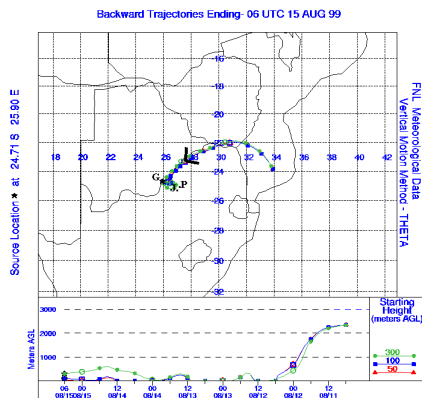 Backward Trajectories Ending- 06 UTC 15 AUG 99
Source Location ★ at 24.71 S 25.90 E
FNL Meteorological Data
Vertical Motion Method - THETA
-16
-18
-20
-22
-24
-26
-28
-30
-32
18 20 22 24 26 28 30 32 34 36 38 40 42
G
J
P
L
Meters AGL
3000
2000
1000
06 00 12 00 12 00 12 00 12
08/15 08/15 08/14 08/14 08/13 08/13 08/12 08/12 08/11
Starting
Height
(meters AGL)
300
100
50